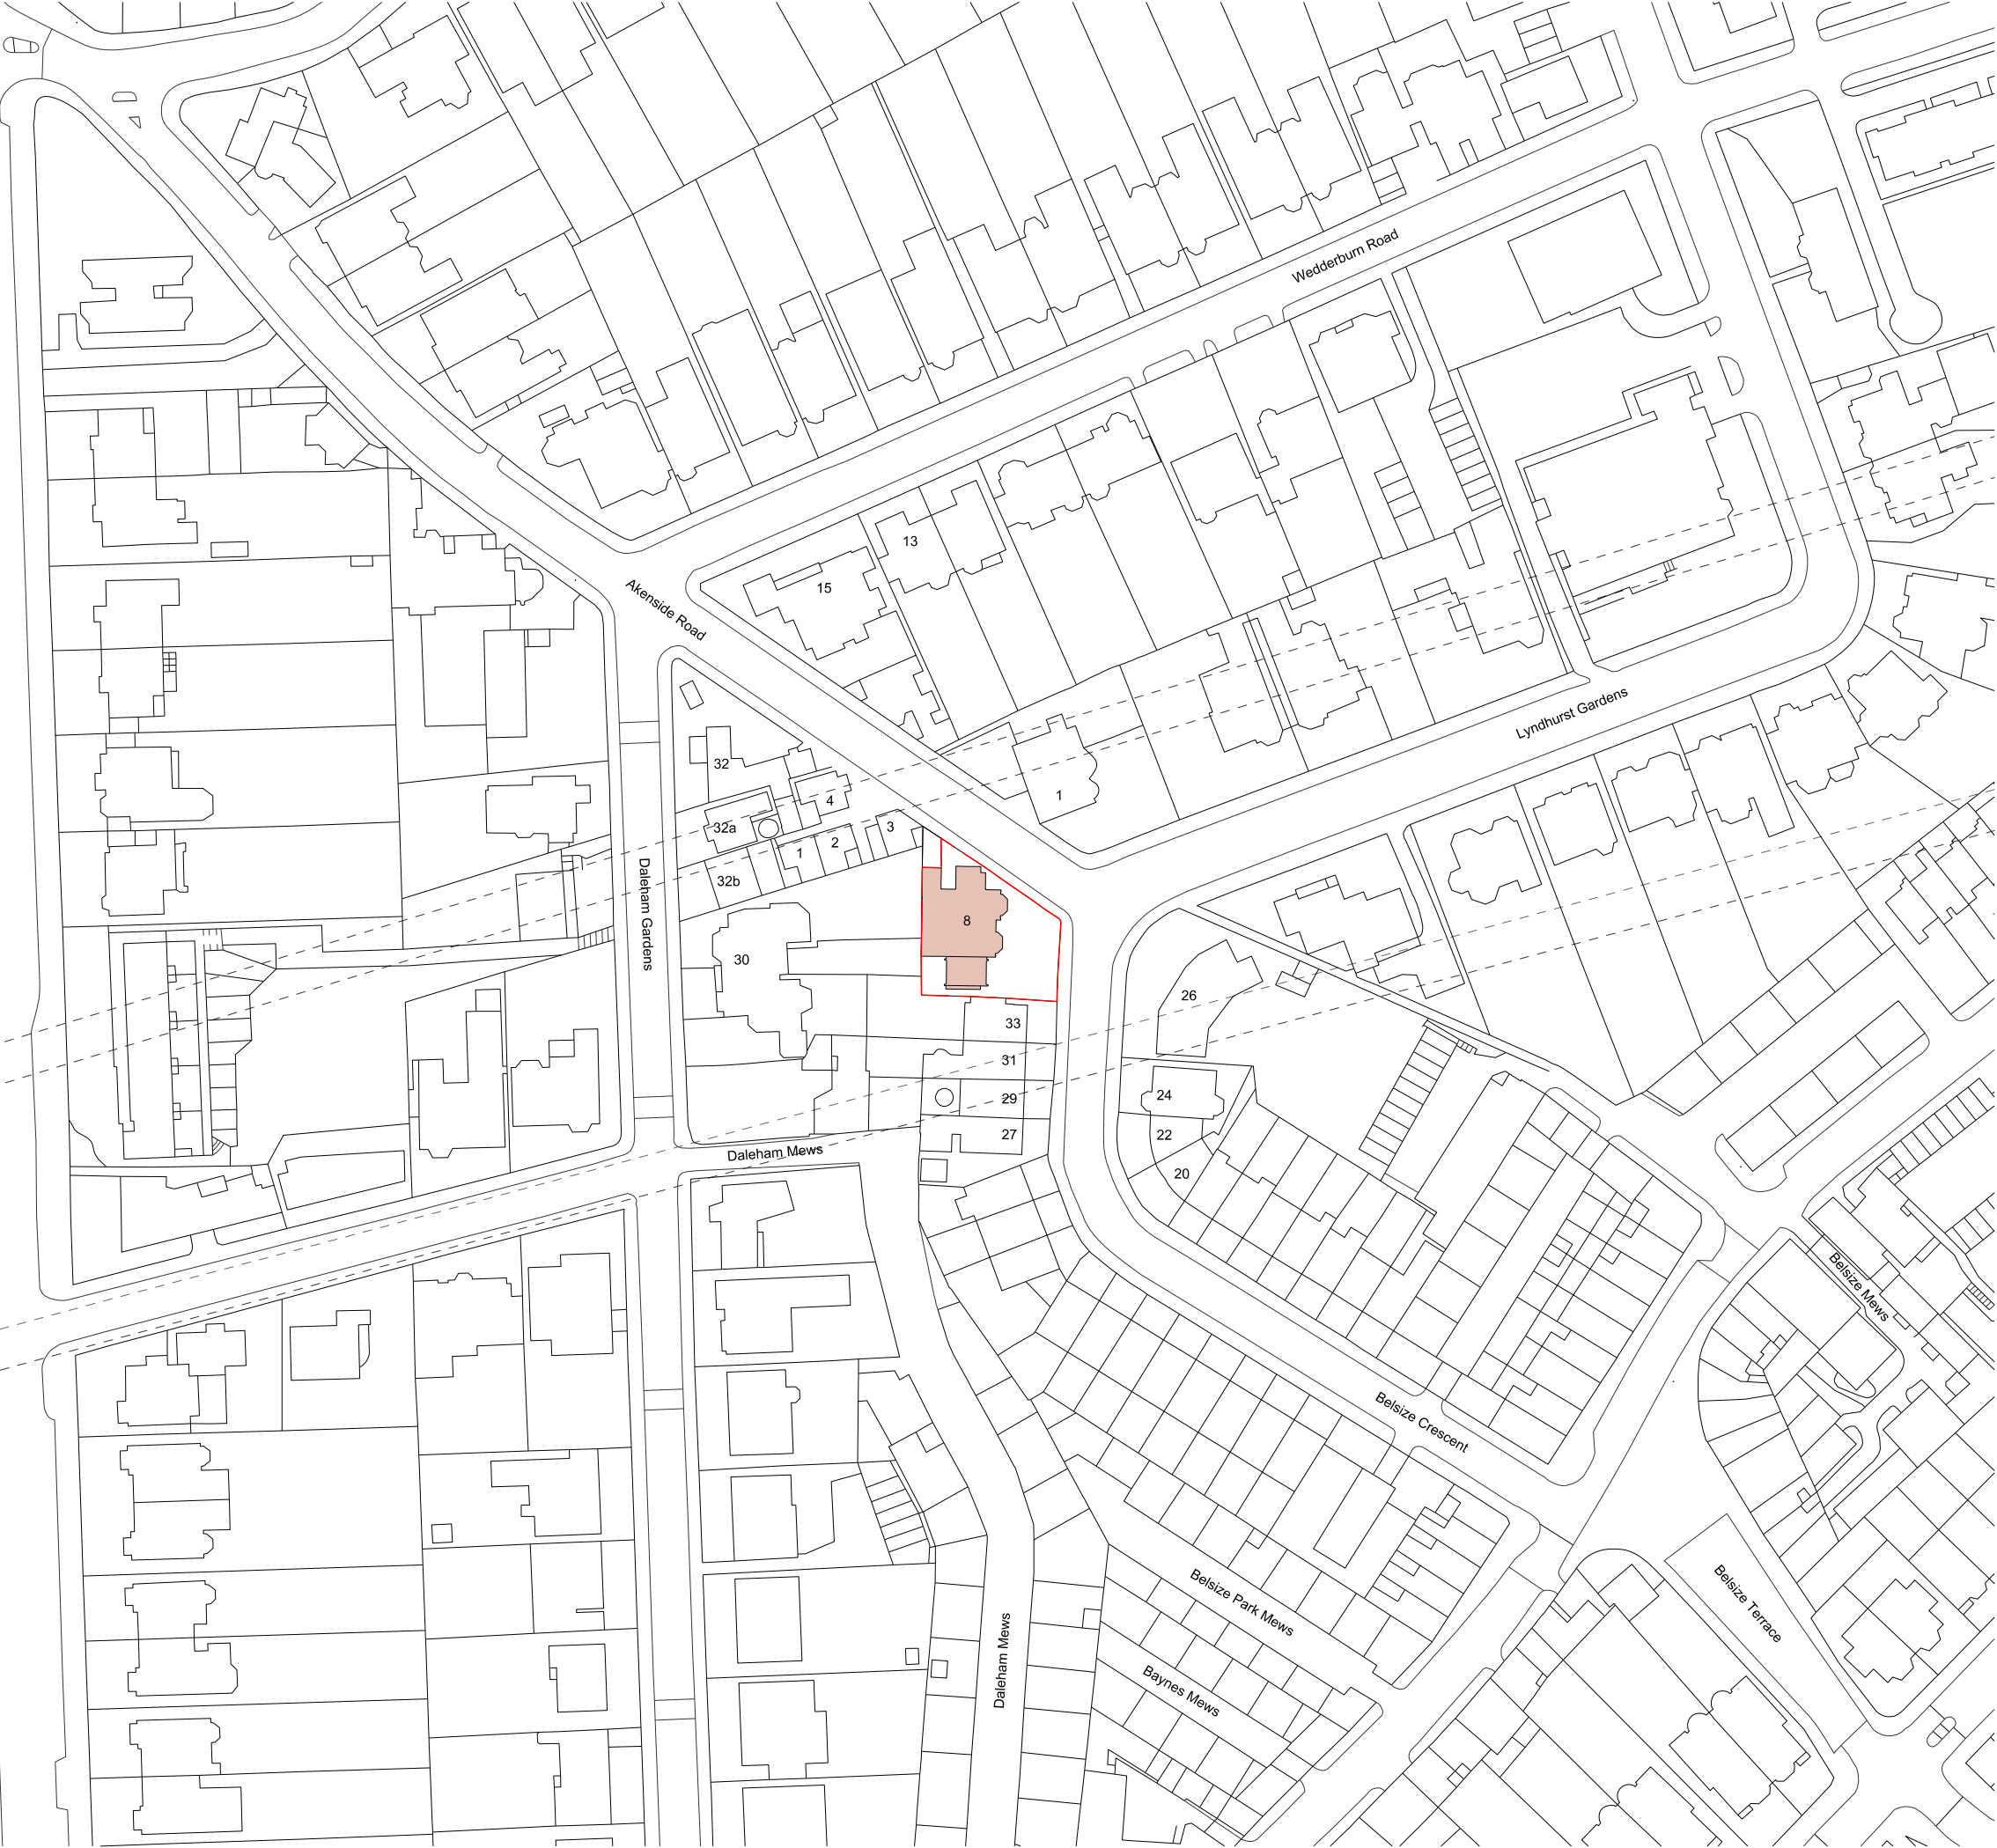 Wedderburn Road
13
15
Akenside Road
Lyndhurst Gardens
32
4
1
32a
3
2
1
32b
Daleham Gardens
8
30
26
33
31
24
29
22
27
Daleham Mews
20
Belsize Mews
Belsize Crescent
Belsize Park Mews
Belsize Terrace
Daleham Mews
Baynes Mews